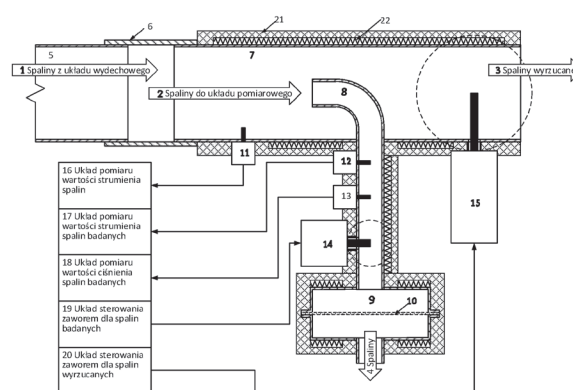 21
6
22
5
7
1 Spaliny z układu wydechowego
3 Spaliny wyrzucane
2 Spaliny do układu pomiarowego
8
11
12
13
14
15
16 Układ pomiaru
wartości strumienia
spalin
17 Układ pomiaru
wartości strumienia
spalin badanych
18 Układ pomiaru
wartości ciśnienia
spalin badanych
19 Układ sterowania
zaworem dla spalin
badanych
20 Układ sterowania
zaworem dla spalin
wyrzucanych
9
10
4 Spaliny